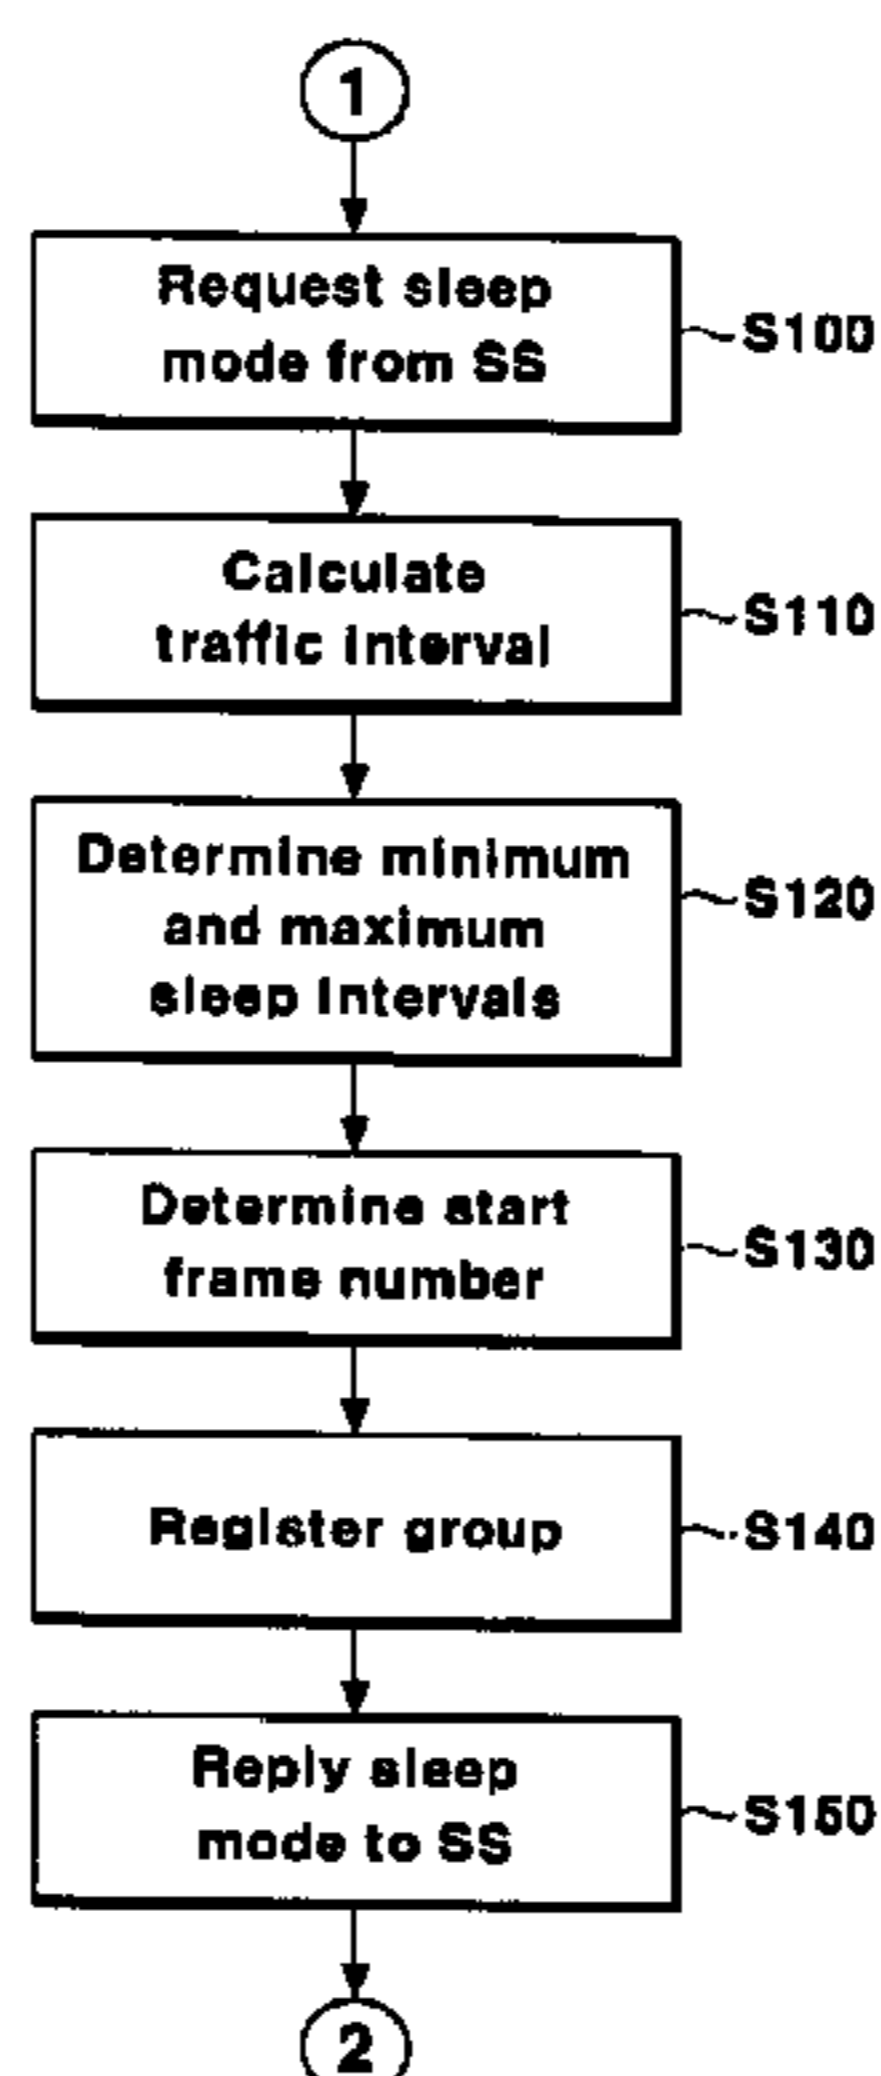 1
Request sleep
mode from SS
S100
Calculate
traffic interval
S110
Determine minimum
and maximum
sleep intervals
S120
Determine start
frame number
S130
Register group
S140
Reply sleep
mode to SS
S150
2